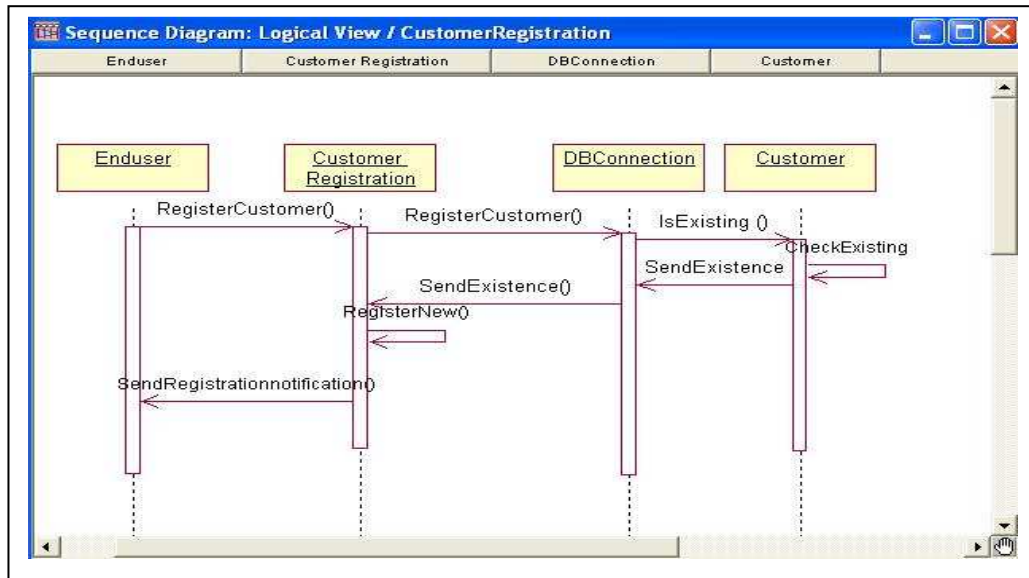 Sequence Diagram: Logical View / CustomerRegistration
Enduser Customer Registration DBConnection Customer
Enduser
Customer
Registration
DBConnection
Customer
RegisterCustomer()
RegisterCustomer()
IsExisting ()
CheckExisting
SendExistence
SendExistence()
RegisterNew()
SendRegistrationnotification()